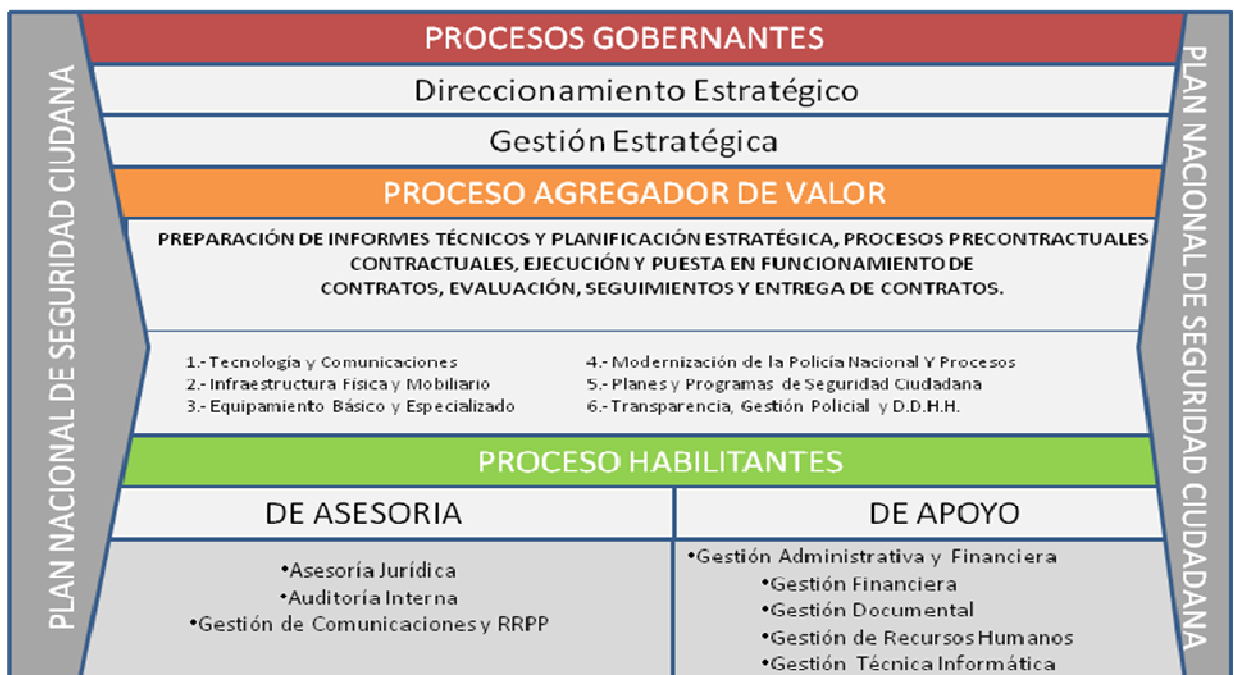 PLAN NACIONAL DE SEGURIDAD CIUDANA
PROCESOS GOBERNANTES
Direccionamiento Estratégico
Gestión Estratégica
PROCESO AGREGADOR DE VALOR
PREPARACIÓN DE INFORMES TÉCNICOS Y PLANIFICACIÓN ESTRATÉGICA, PROCESOS PRECONTRACTUALES
CONTRACTUALES, EJECUCIÓN Y PUESTA EN FUNCIONAMIENTO DE
CONTRATOS, EVALUACIÓN, SEGUIMIENTOS Y ENTREGA DE CONTRATOS.
1.- Tecnología y Comunicaciones
2.- Infraestructura Física y Mobiliario
3.- Equipamiento Básico y Especializado
4.- Modernización de la Policía Nacional Y Procesos
5.- Planes y Programas de Seguridad Ciudadana
6.- Transparencia, Gestión Policial y D.D.H.H.
PROCESO HABILITANTES
DE ASESORIA
•Asesoría Jurídica
•Auditoría Interna
•Gestión de Comunicaciones y RRPP
DE APOYO
•Gestión Administrativa y Financiera
•Gestión Financiera
•Gestión Documental
•Gestión de Recursos Humanos
•Gestión Técnica Informática
PLAN NACIONAL DE SEGURIDAD CIUDADANA